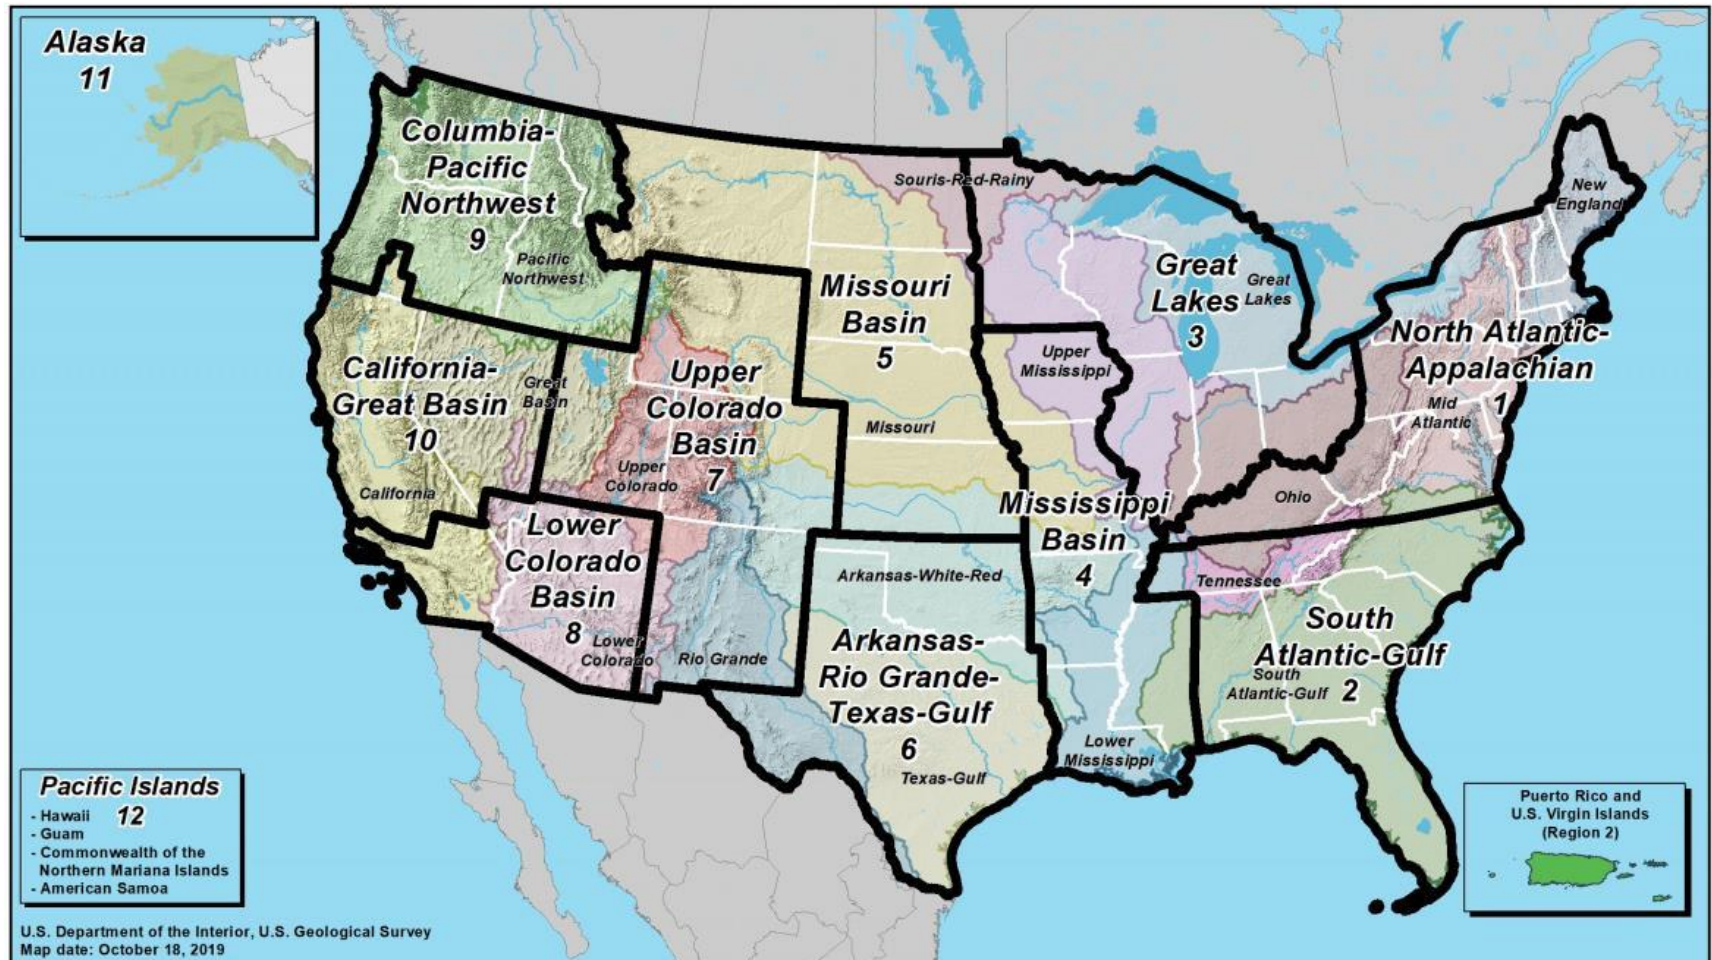 Alaska
11
Columbia-
Pacific
Northwest
9
Pacific
Northwest
Souris-Red-Rainy
New
England
Missouri
Basin
5
Missouri
Great
Lakes
3
Great
Lakes
Upper
Mississippi
North Atlantic-
Appalachian
1
Mid
Atlantic
California-
Great Basin
10
Great
Basin
California
Upper
Colorado
Basin
7
Upper
Colorado
Ohio
Mississippi
Basin
4
Lower
Colorado
Basin
8
Lower
Colorado
Rio Grande
Arkansas-White-Red
Tennessee
Arkansas-
Rio Grande-
Texas-Gulf
6
Texas-Gulf
South
Atlantic-Gulf
2
South
Atlantic-Gulf
Lower
Mississippi
Pacific Islands
12
- Hawaii
- Guam
- Commonwealth of the
Northern Mariana Islands
- American Samoa
Puerto Rico and
U.S. Virgin Islands
(Region 2)
U.S. Department of the Interior, U.S. Geological Survey
Map date: October 18, 2019